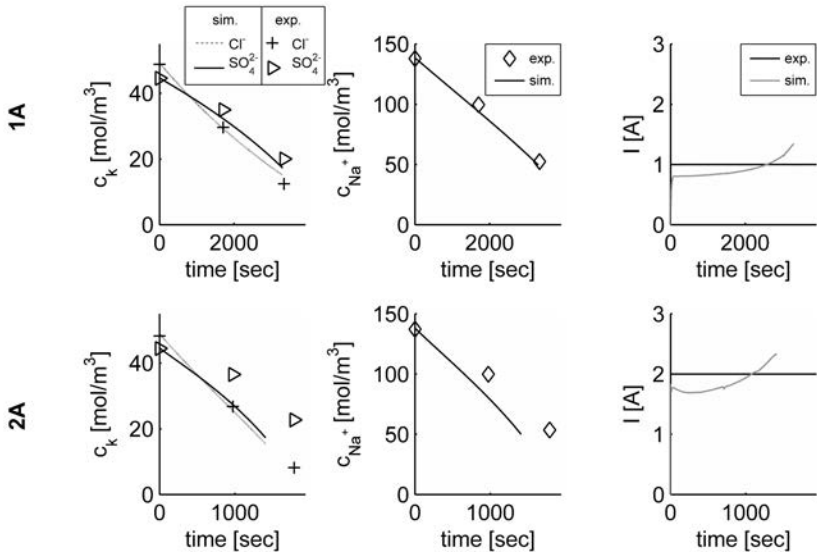 sim. exp.
Cl⁻ Cl⁻
SO₄²⁻ SO₄²⁻
1A
cₖ [mol/m³]
40
20
0
0 2000
time [sec]
c_Na⁺ [mol/m³]
150
100
50
0
0 2000
time [sec]
exp.
sim.
I [A]
3
2
1
0
0 2000
time [sec]
2A
cₖ [mol/m³]
40
20
0
0 1000
time [sec]
c_Na⁺ [mol/m³]
150
100
50
0
0 1000
time [sec]
exp.
sim.
I [A]
3
2
1
0
0 1000
time [sec]